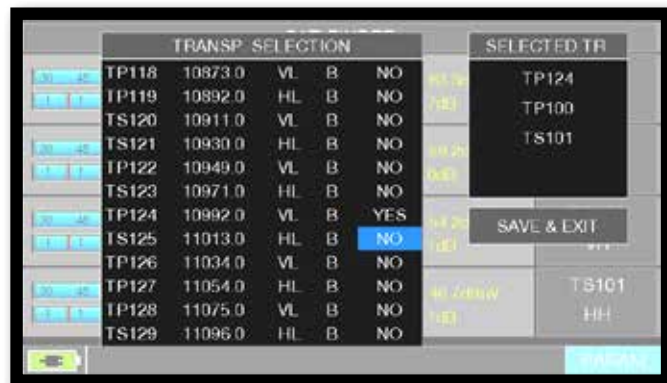 TRANSP SELECTION
TP118 10873.0 VL B NO
TP119 10892.0 HL B NO
TS120 10911.0 VL B NO
TS121 10930.0 HL B NO
TP122 10949.0 VL B NO
TS123 10971.0 HL B NO
TP124 10992.0 VL B YES
TS125 11013.0 HL B NO
TP126 11034.0 VL B NO
TP127 11054.0 HL B NO
TP128 11075.0 VL B NO
TS129 11096.0 HL B NO
SELECTED TR
TP124
TP100
TS101
SAVE & EXIT
TS101
HH